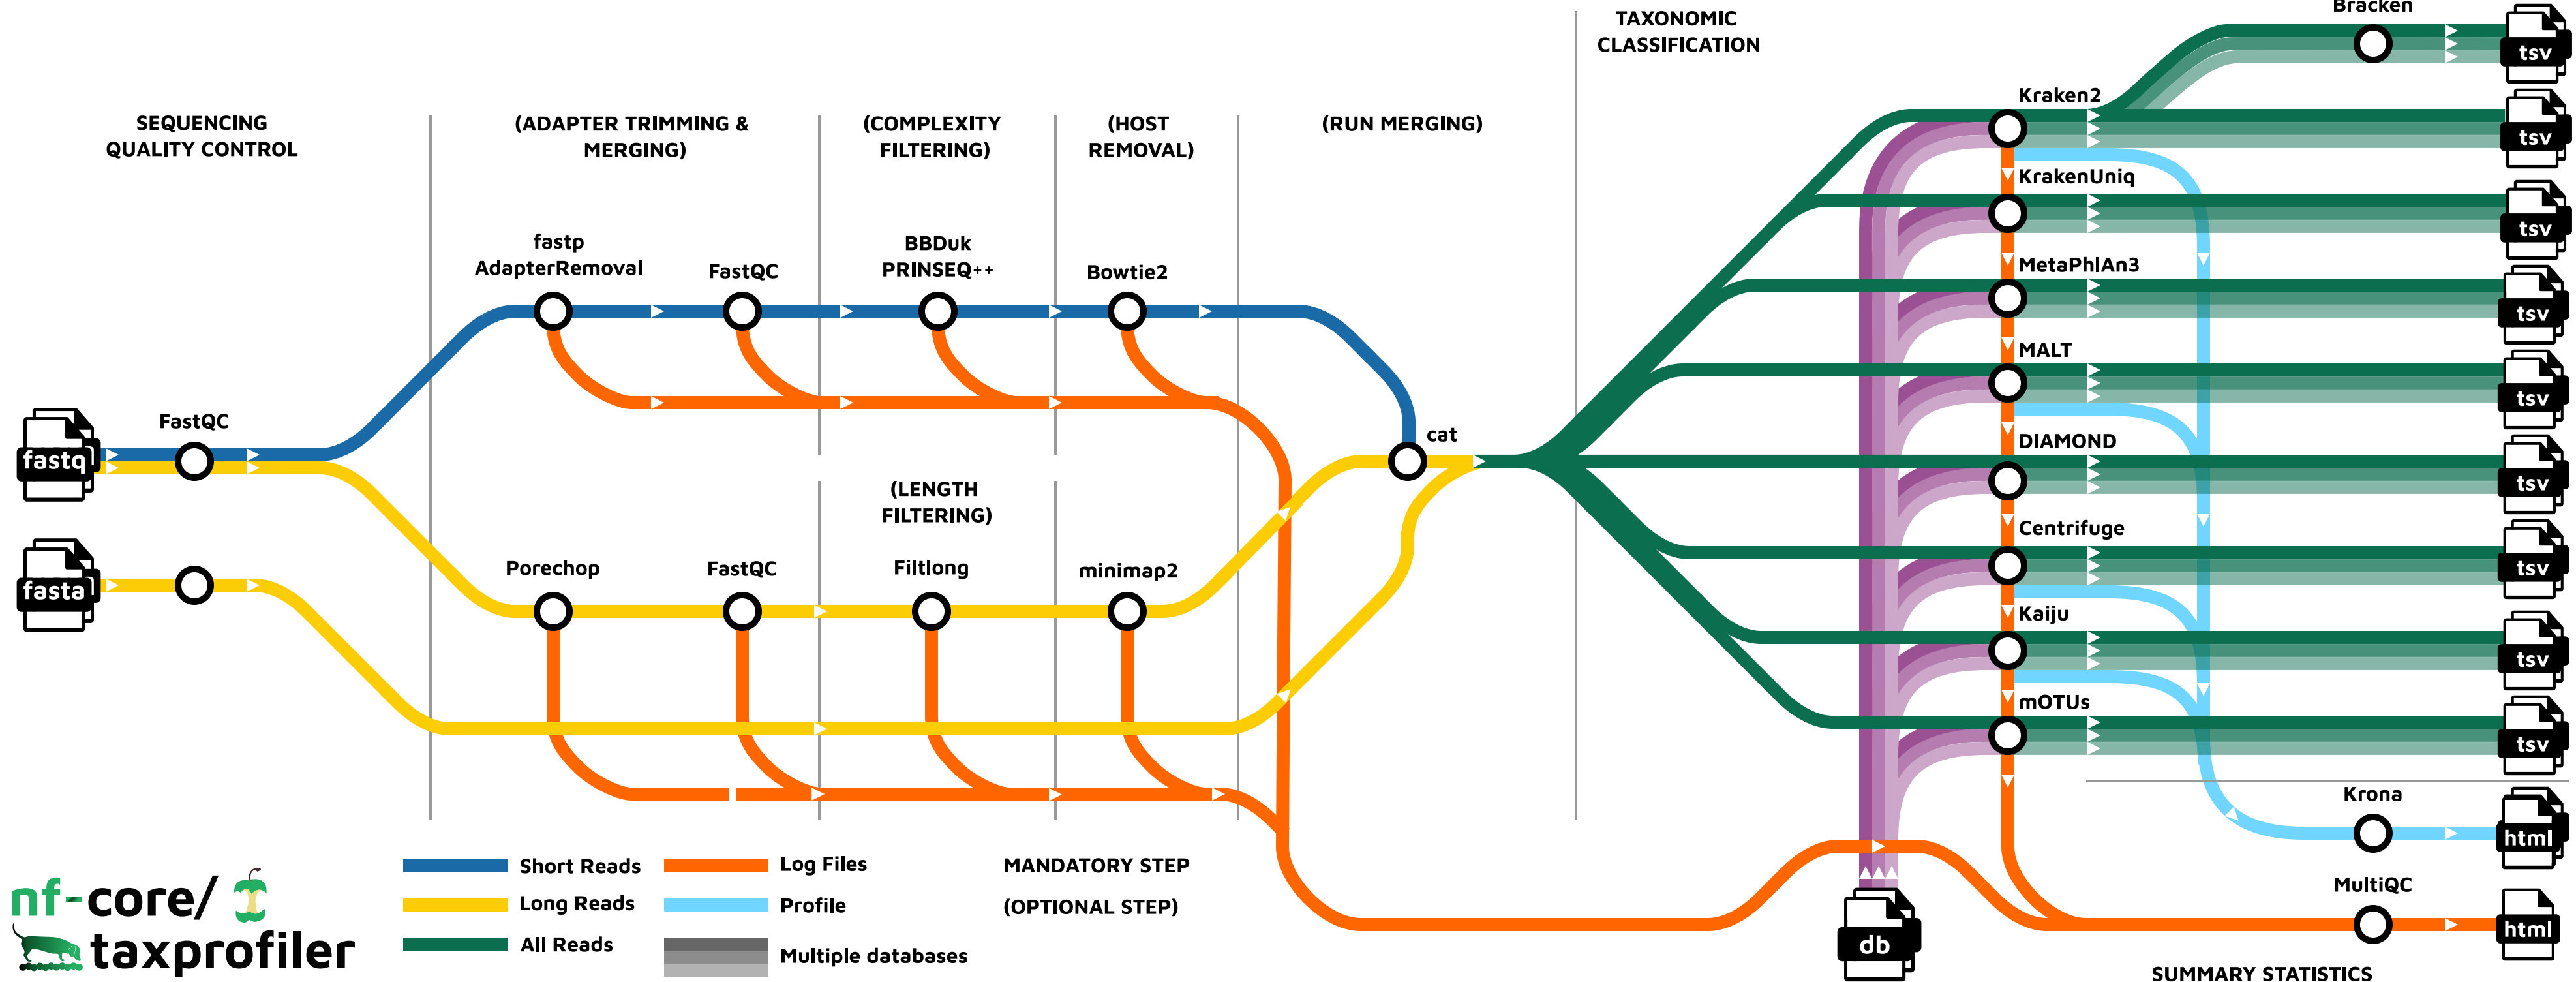 SEQUENCING
QUALITY CONTROL
(ADAPTER TRIMMING &
MERGING)
(COMPLEXITY
FILTERING)
(HOST
REMOVAL)
(RUN MERGING)
TAXONOMIC
CLASSIFICATION
fastp
AdapterRemoval
FastQC
BBDuk
PRINSEQ++
Bowtie2
fastq
FastQC
fasta
(LENGTH
FILTERING)
Porechop
FastQC
Filtlong
minimap2
cat
Bracken
tsv
Kraken2
tsv
KrakenUniq
tsv
MetaPhlAn3
tsv
MALT
tsv
DIAMOND
tsv
Centrifuge
tsv
Kaiju
tsv
mOTUs
tsv
Krona
html
MultiQC
html
db
SUMMARY STATISTICS
nf-core/
taxprofiler
Short Reads
Long Reads
All Reads
Log Files
Profile
Multiple databases
MANDATORY STEP
(OPTIONAL STEP)